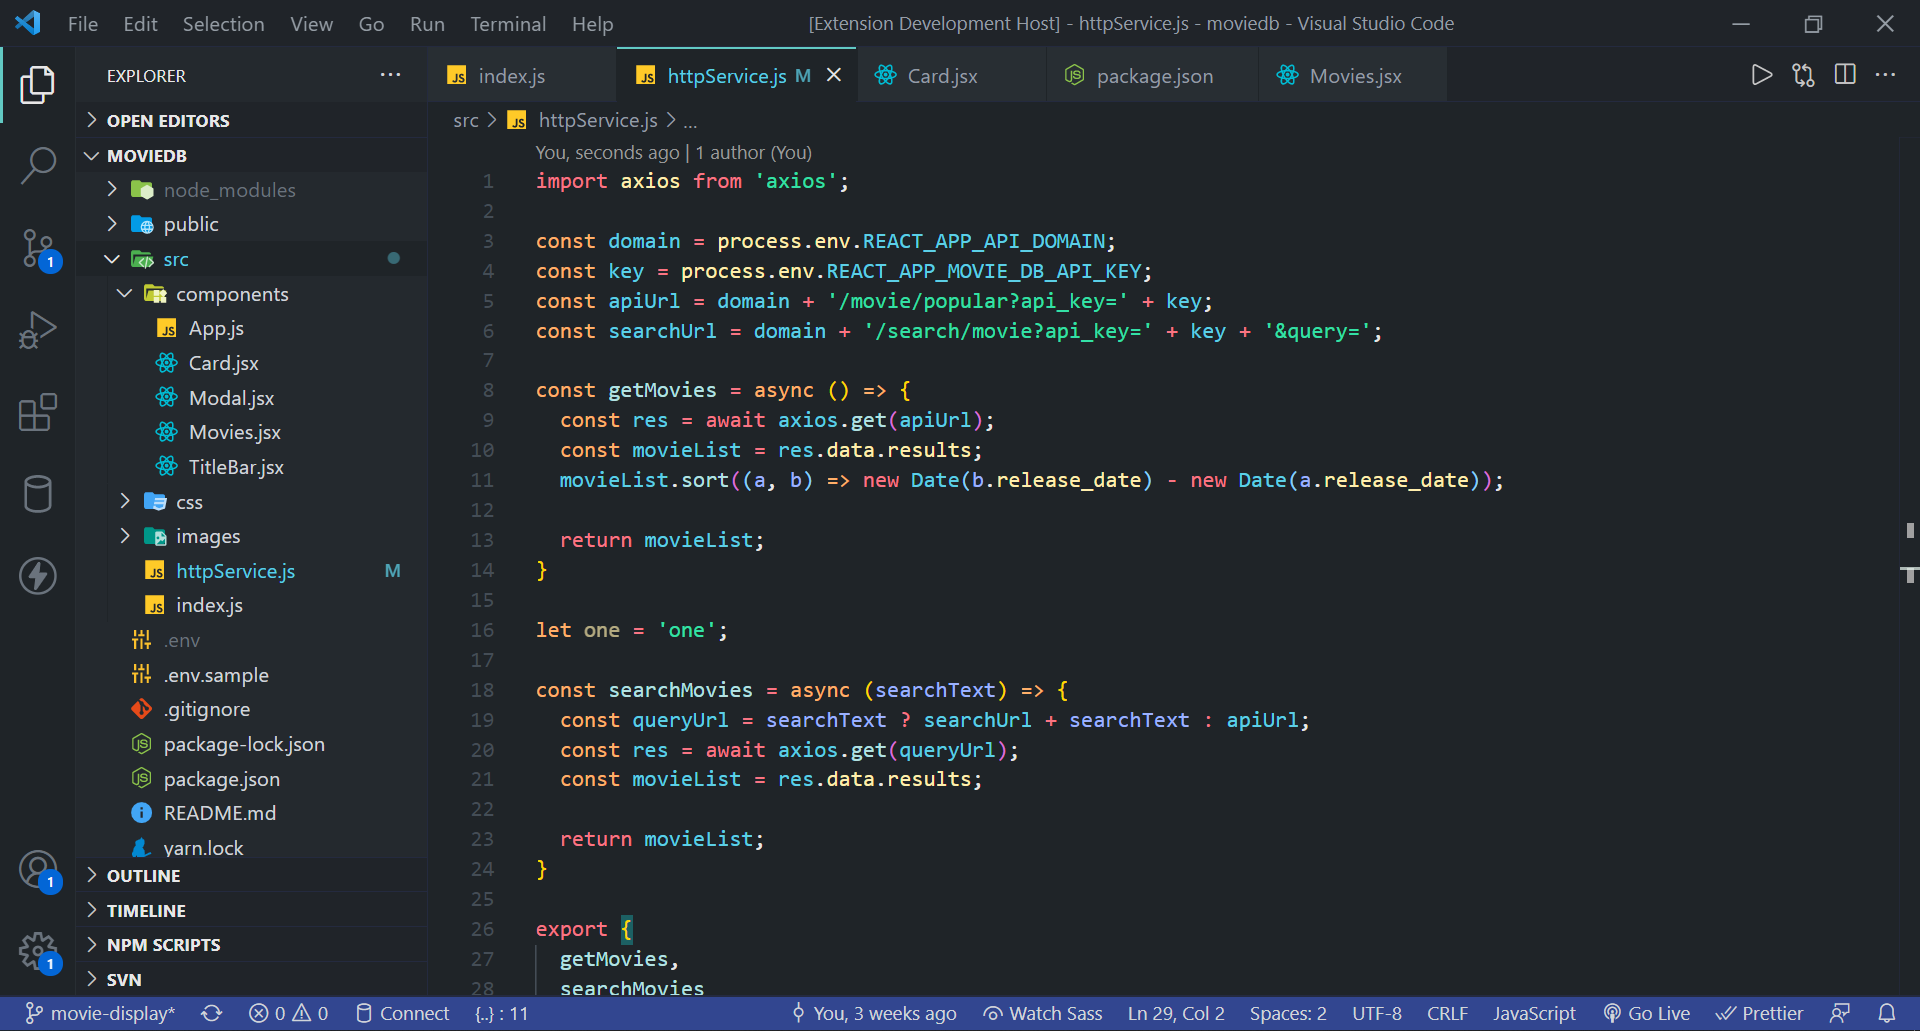 File Edit Selection View Go Run Terminal Help [Extension Development Host] - httpService.js - moviedb - Visual Studio Code
EXPLORER ···
OPEN EDITORS
MOVIEDB
node_modules
public
src
components
JS App.js
Card.jsx
Modal.jsx
Movies.jsx
TitleBar.jsx
css
images
JS httpService.js M
JS index.js
.env
.env.sample
.gitignore
package-lock.json
package.json
README.md
yarn.lock
OUTLINE
TIMELINE
NPM SCRIPTS
SVN
1
1
1
JS index.js JS httpService.js M Card.jsx JS package.json Movies.jsx
src > JS httpService.js > ...
You, seconds ago | 1 author (You)
1 import axios from 'axios';
2
3 const domain = process.env.REACT_APP_API_DOMAIN;
4 const key = process.env.REACT_APP_MOVIE_DB_API_KEY;
5 const apiUrl = domain + '/movie/popular?api_key=' + key;
6 const searchUrl = domain + '/search/movie?api_key=' + key + '&query=';
7
8 const getMovies = async () => {
9 const res = await axios.get(apiUrl);
10 const movieList = res.data.results;
11 movieList.sort((a, b) => new Date(b.release_date) - new Date(a.release_date));
12
13 return movieList;
14 }
15
16 let one = 'one';
17
18 const searchMovies = async (searchText) => {
19 const queryUrl = searchText ? searchUrl + searchText : apiUrl;
20 const res = await axios.get(queryUrl);
21 const movieList = res.data.results;
22
23 return movieList;
24 }
25
26 export {
27 getMovies,
28 searchMovies
movie-display* 0 0 Connect {..} : 11 You, 3 weeks ago Watch Sass Ln 29, Col 2 Spaces: 2 UTF-8 CRLF JavaScript Go Live Prettier